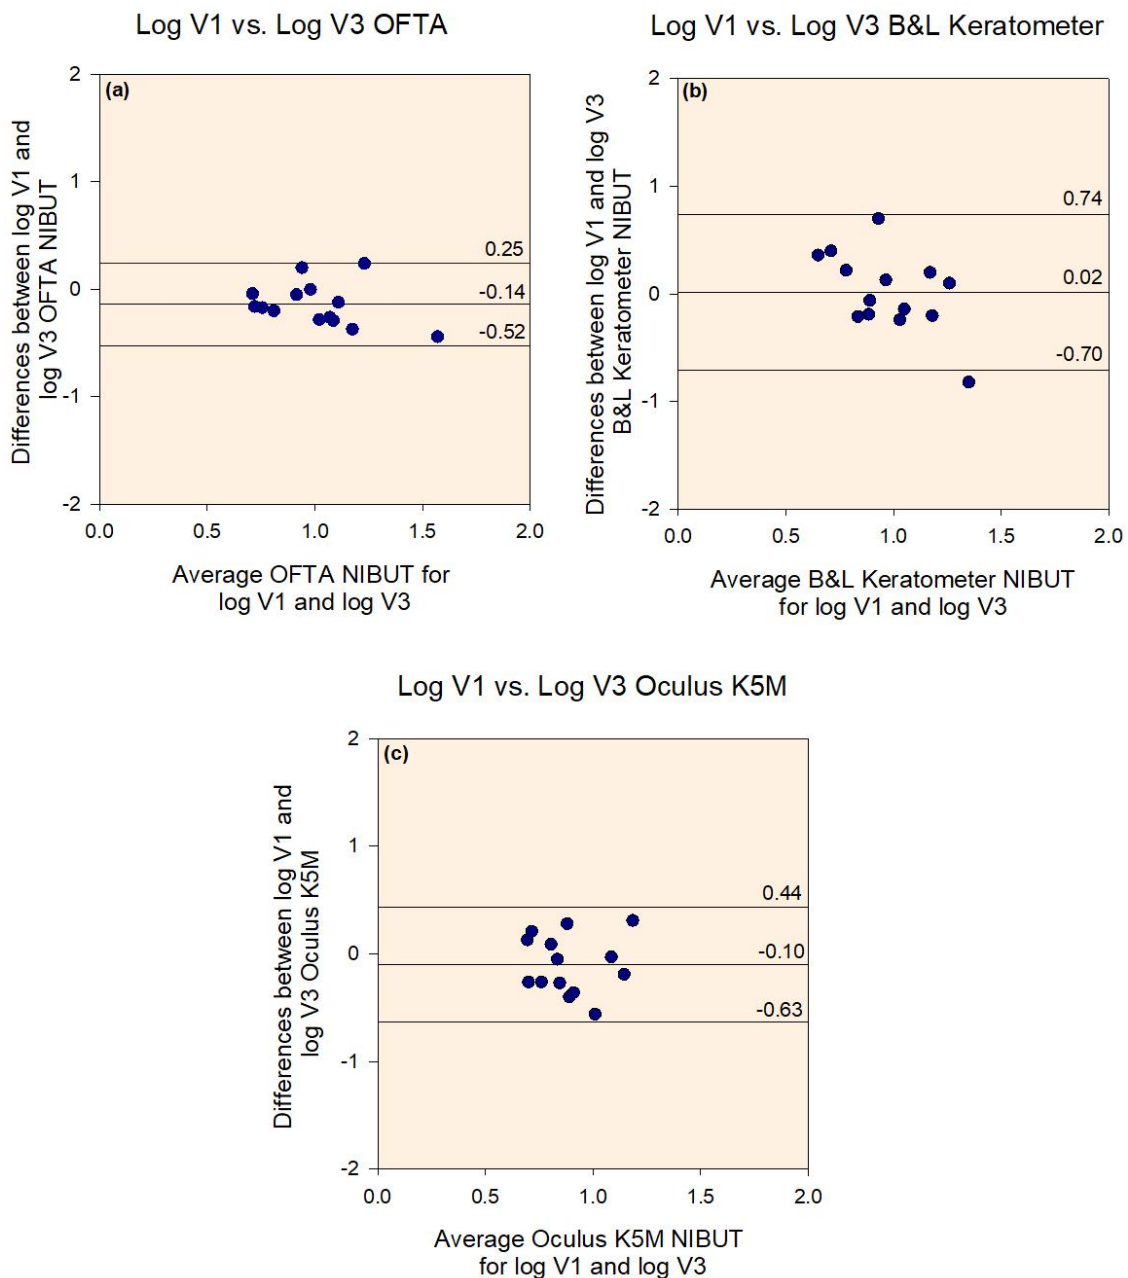 Log V1 vs. Log V3 OFTA
(a)
2
1
0
-1
-2
0.25
-0.14
-0.52
0.0 0.5 1.0 1.5 2.0
Differences between log V1 and
log V3 OFTA NIBUT
Average OFTA NIBUT for
log V1 and log V3
Log V1 vs. Log V3 B&L Keratometer
(b)
2
1
0
-1
-2
0.74
0.02
-0.70
0.0 0.5 1.0 1.5 2.0
Differences between log V1 and log V3
B&L Keratometer NIBUT
Average B&L Keratometer NIBUT
for log V1 and log V3
Log V1 vs. Log V3 Oculus K5M
(c)
2
1
0
-1
-2
0.44
-0.10
-0.63
0.0 0.5 1.0 1.5 2.0
Differences between log V1 and
log V3 Oculus K5M
Average Oculus K5M NIBUT
for log V1 and log V3